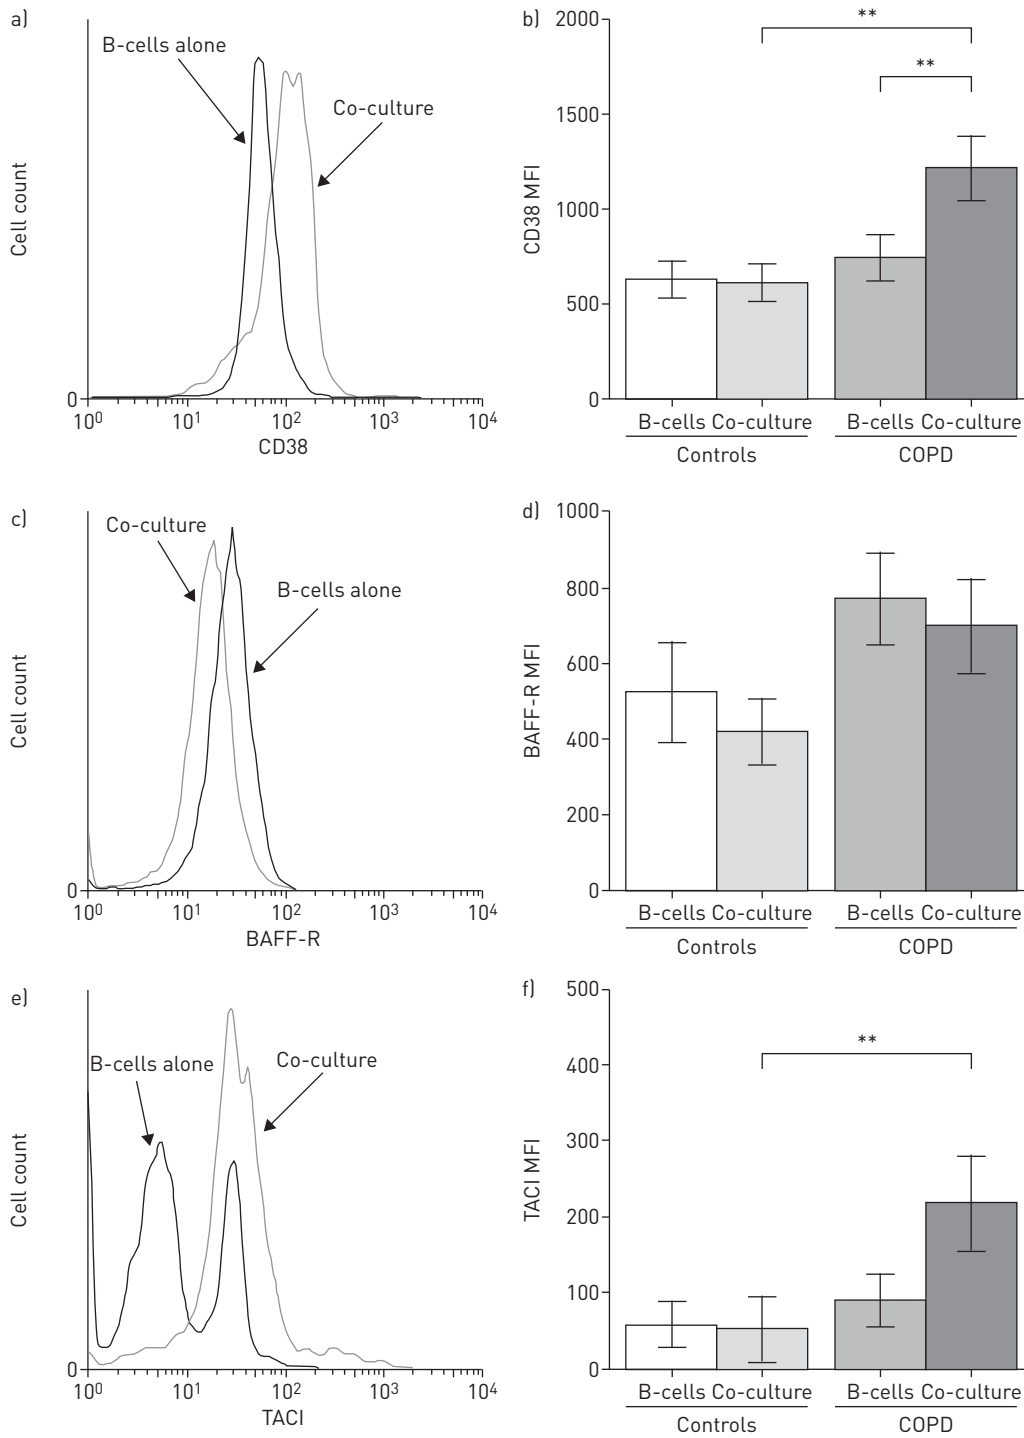 a)
B-cells alone
Co-culture
Cell count
0
10⁰ 10¹ 10² 10³ 10⁴
CD38
b)
2000
1500
1000
500
0
CD38 MFI
**
**
B-cells Co-culture B-cells Co-culture
Controls COPD
c)
Co-culture
B-cells alone
Cell count
0
10⁰ 10¹ 10² 10³ 10⁴
BAFF-R
d)
1000
800
600
400
200
0
BAFF-R MFI
B-cells Co-culture B-cells Co-culture
Controls COPD
e)
B-cells alone
Co-culture
Cell count
0
10⁰ 10¹ 10² 10³ 10⁴
TACI
f)
500
400
300
200
100
0
TACI MFI
**
B-cells Co-culture B-cells Co-culture
Controls COPD